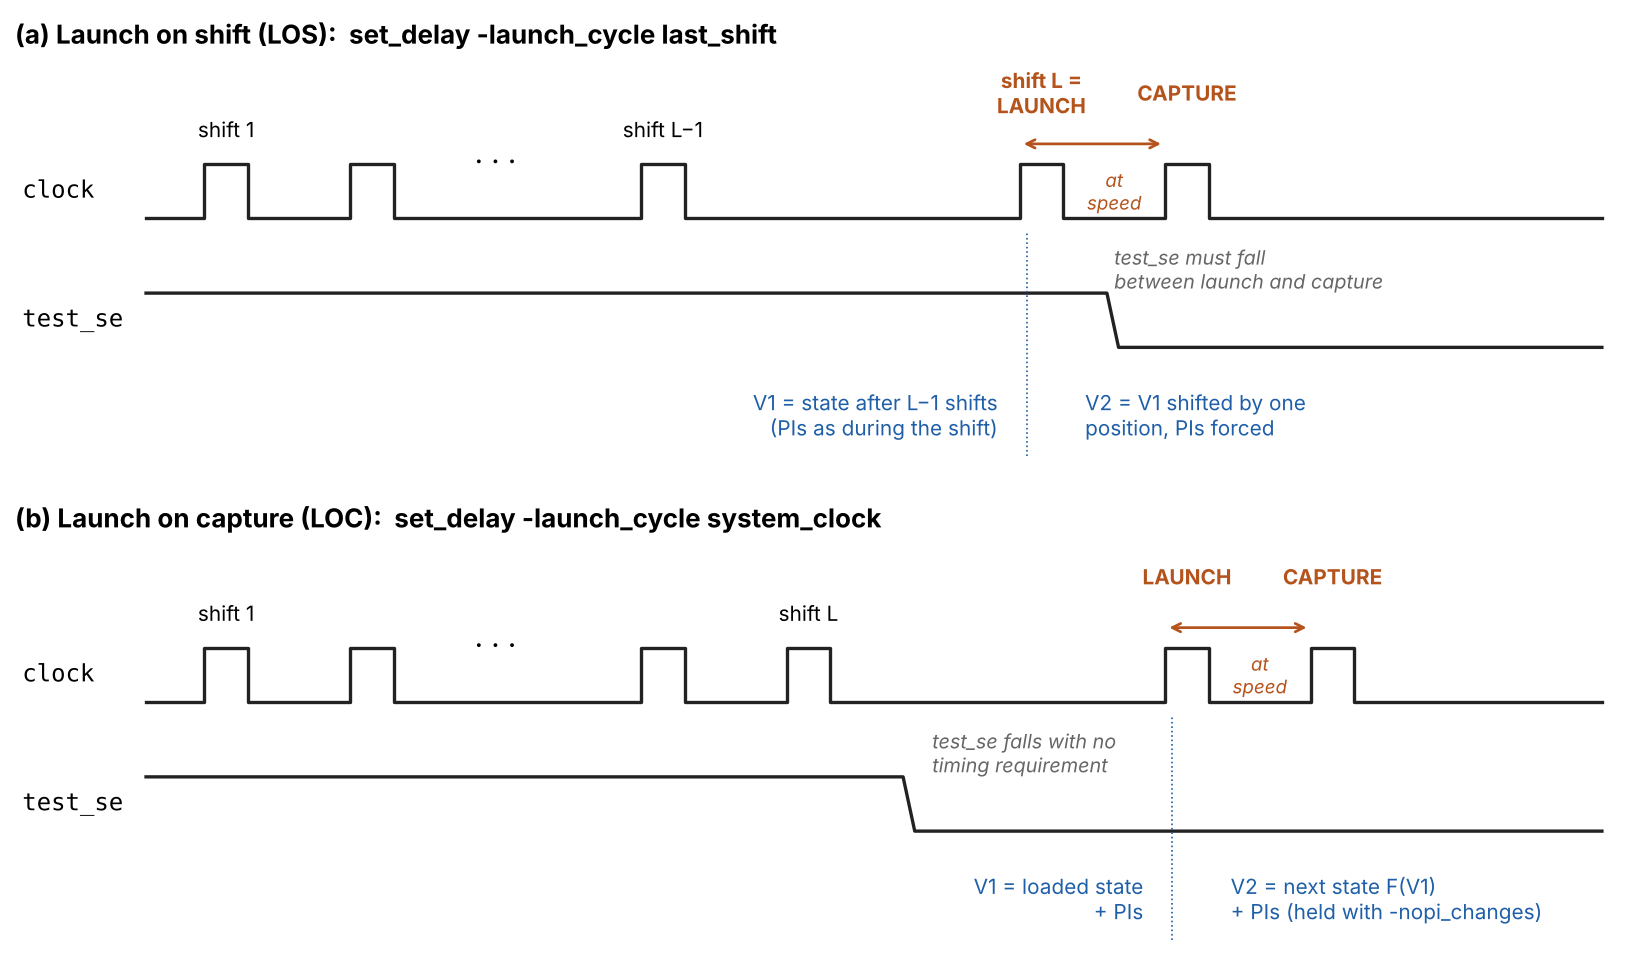 (a) Launch on shift (LOS):  set_delay -launch_cycle last_shift
shift L =
LAUNCH
CAPTURE
shift 1
shift L−1
. . .
clock
at
speed
test_se must fall
between launch and capture
test_se
V1 = state after L−1 shifts
(PIs as during the shift)
V2 = V1 shifted by one
position, PIs forced
(b) Launch on capture (LOC):  set_delay -launch_cycle system_clock
LAUNCH
CAPTURE
shift 1
shift L
. . .
clock
at
speed
test_se falls with no
timing requirement
test_se
V1 = loaded state
+ PIs
V2 = next state F(V1)
+ PIs (held with -nopi_changes)